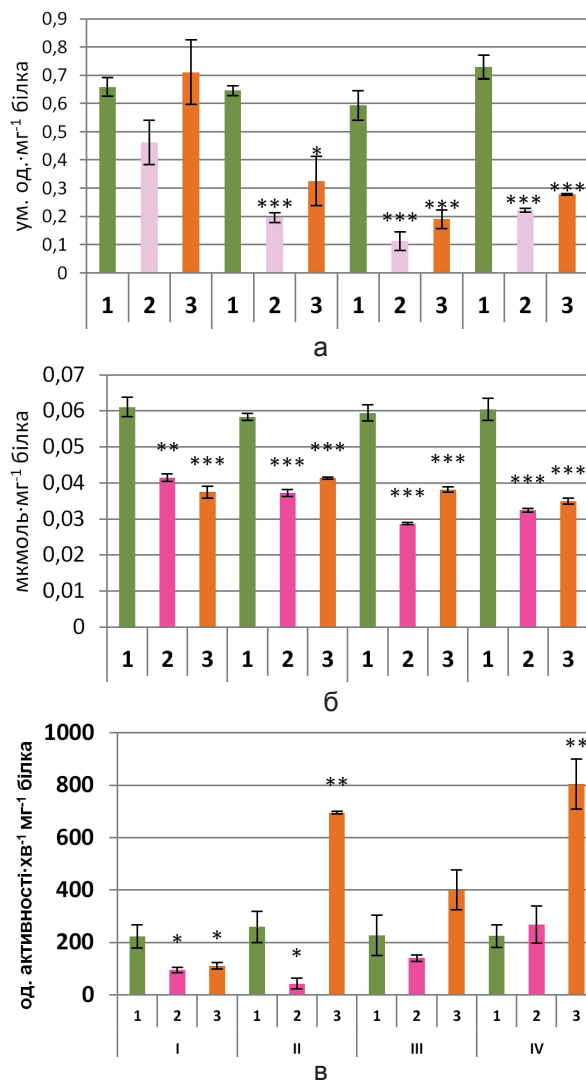 0,9
0,8
0,7
0,6
0,5
0,4
0,3
0,2
0,1
0
ум. од.·мг⁻¹ білка
*
*** *** *** *** ***
1 2 3 1 2 3 1 2 3 1 2 3
а
0,07
0,06
0,05
0,04
0,03
0,02
0,01
0
мкмоль·мг⁻¹ білка
** *** *** *** *** *** *** ***
1 2 3 1 2 3 1 2 3 1 2 3
б
1000
800
600
400
200
0
од. активності·хв⁻¹ мг⁻¹ білка
* * * ** **
1 2 3 1 2 3 1 2 3 1 2 3
I II III IV
в